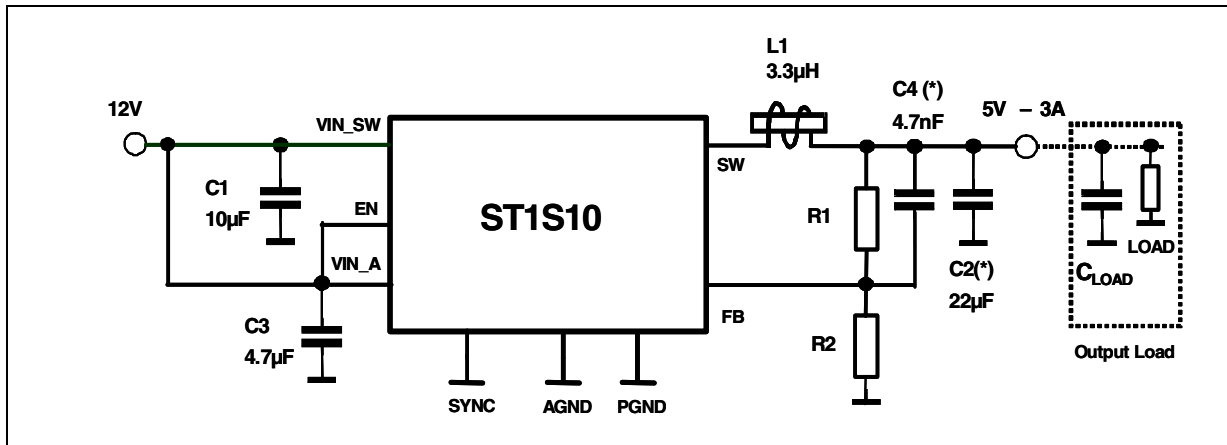 L1
3.3µH
C4 (*)
4.7nF
12V
5V – 3A
VIN_SW
SW
C1
10µF
EN
ST1S10
R1
VIN_A
C2(*)
22µF
LOAD
CLOAD
C3
4.7µF
FB
R2
Output Load
SYNC
AGND
PGND